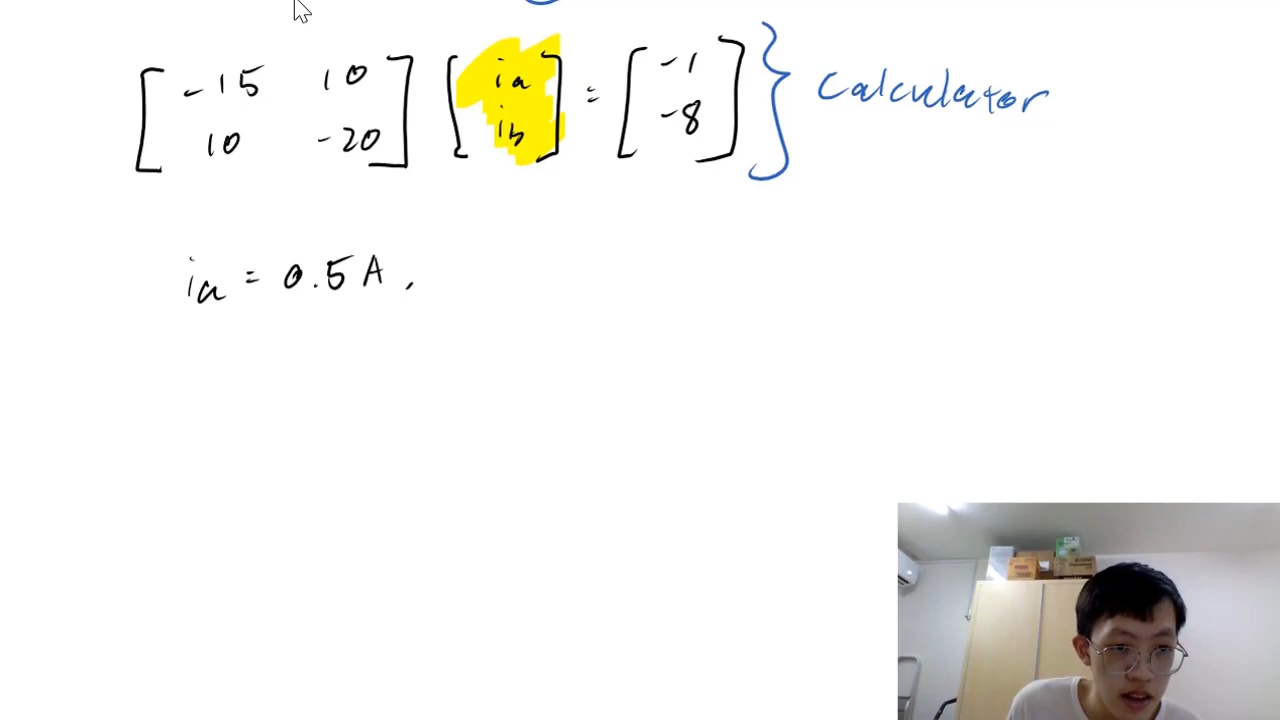 [-15 10] [ia] = [-1] } Calculator
[10 -20] [ib] [-8]
ia = 0.5 A ,